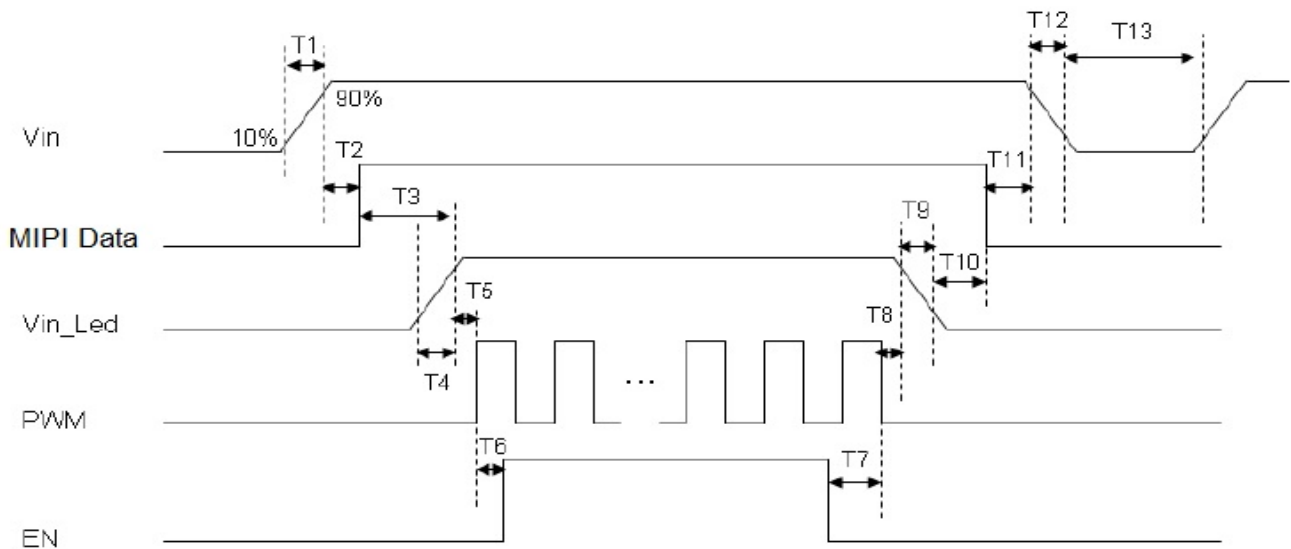 T1
T12
T13
90%
Vin
10%
T2
T11
T3
T9
MIPI Data
T10
T5
Vin_Led
T8
T4
...
PWM
T6
T7
EN